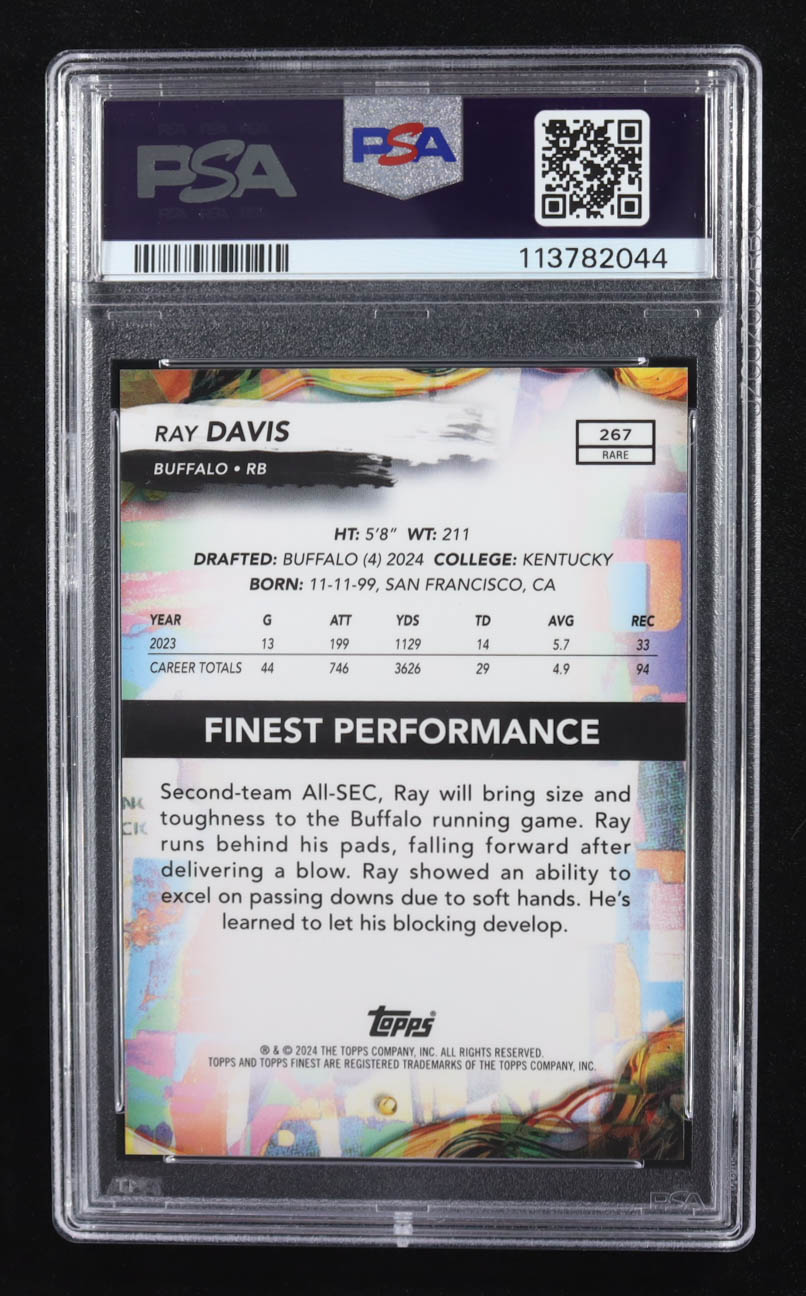 PSA
PSA
113782044
RAY DAVIS
BUFFALO • RB
267
RARE
HT: 5'8" WT: 211
DRAFTED: BUFFALO (4) 2024 COLLEGE: KENTUCKY
BORN: 11-11-99, SAN FRANCISCO, CA
YEAR G ATT YDS TD AVG REC
2023 13 199 1129 14 5.7 33
CAREER TOTALS 44 746 3626 29 4.9 94
FINEST PERFORMANCE
Second-team All-SEC, Ray will bring size and
toughness to the Buffalo running game. Ray
runs behind his pads, falling forward after
delivering a blow. Ray showed an ability to
excel on passing downs due to soft hands. He's
learned to let his blocking develop.
topps®
® & © 2024 THE TOPPS COMPANY, INC. ALL RIGHTS RESERVED.
TOPPS AND TOPPS FINEST ARE REGISTERED TRADEMARKS OF THE TOPPS COMPANY, INC.
PSA